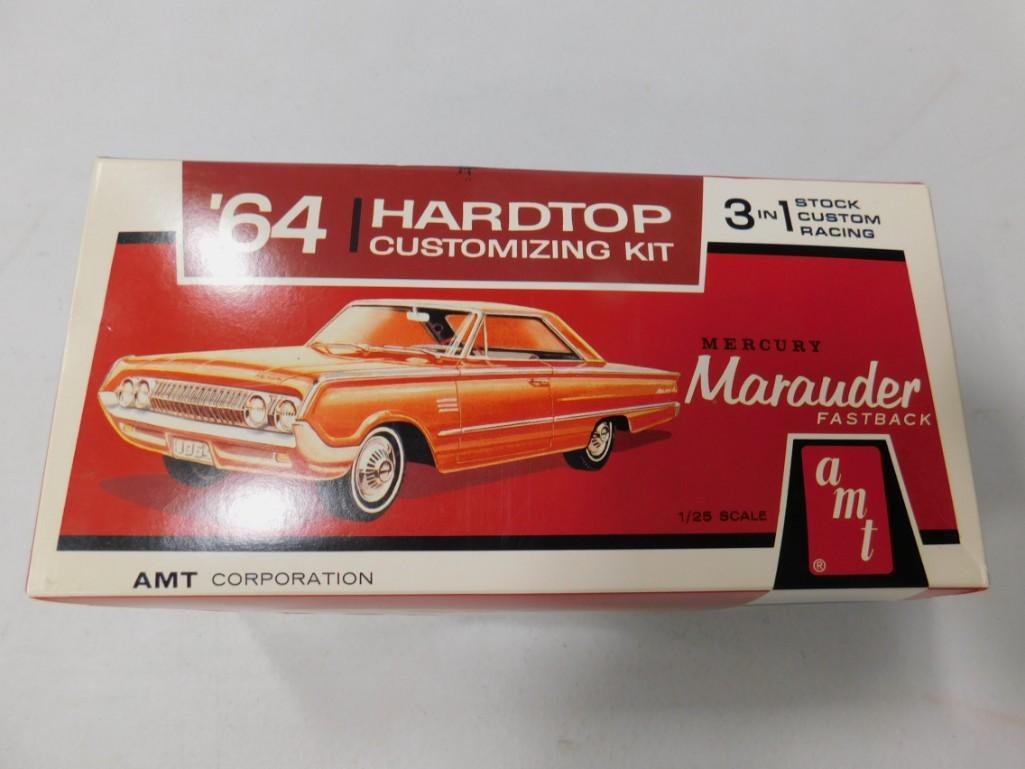 '64 HARDTOP
CUSTOMIZING KIT
3 IN 1 STOCK
CUSTOM
RACING
MERCURY
Marauder
FASTBACK
1/25 SCALE
amt
®
AMT CORPORATION